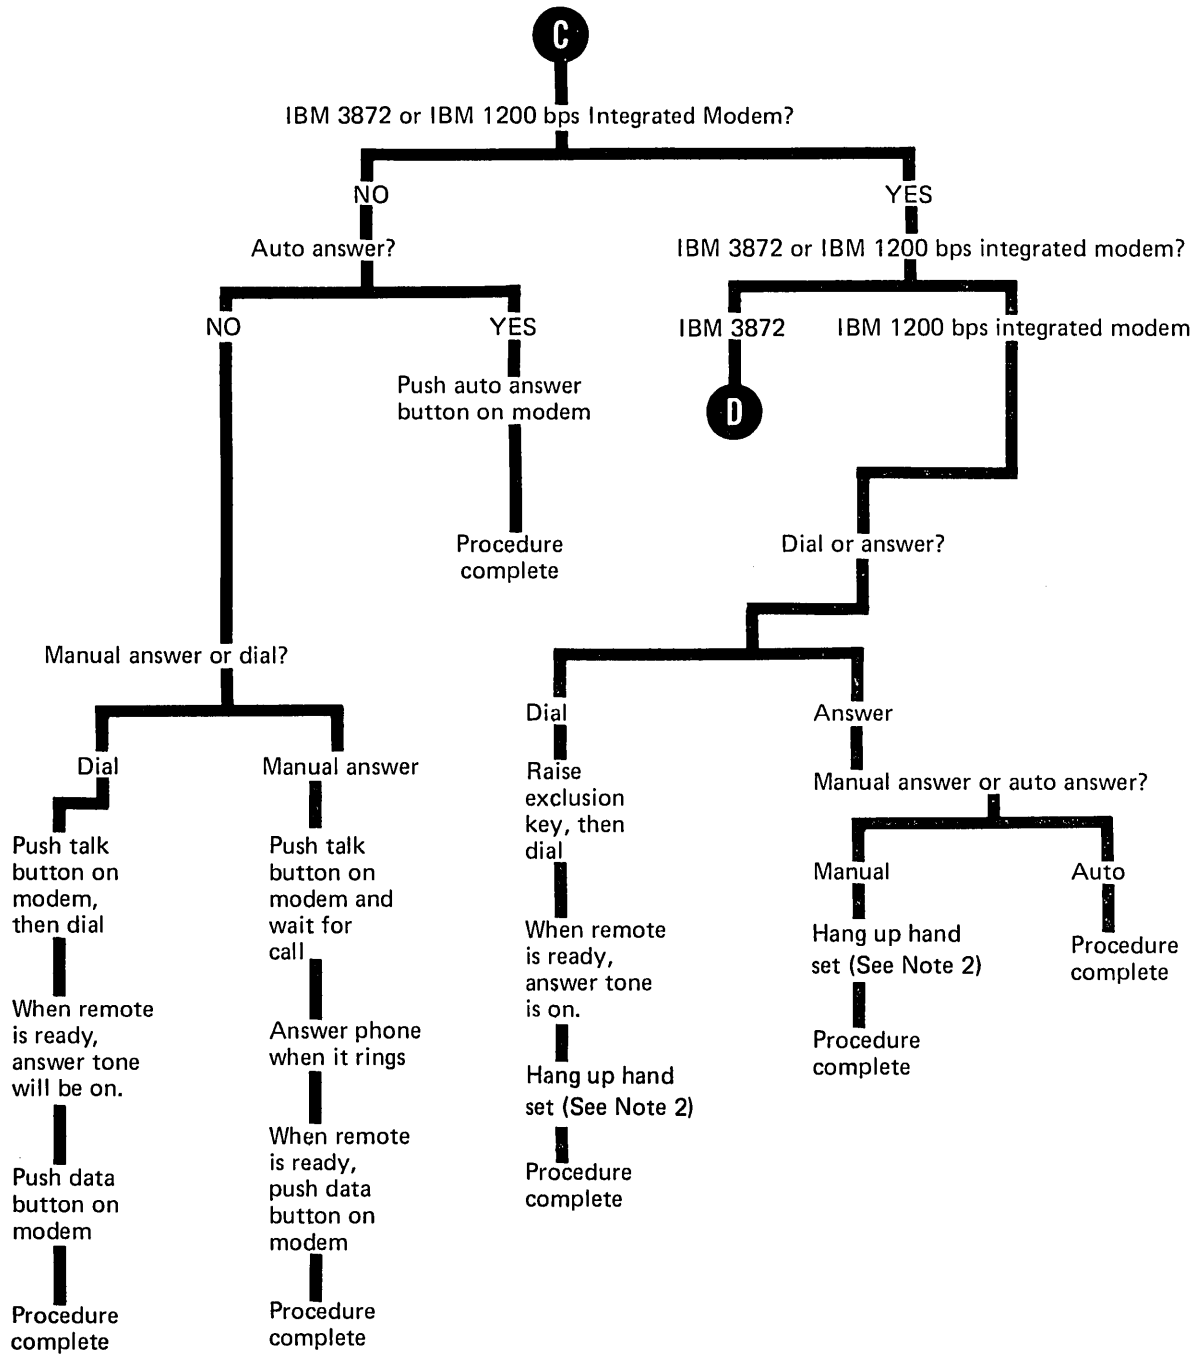 C
IBM 3872 or IBM 1200 bps Integrated Modem?
NO
YES
Auto answer?
IBM 3872 or IBM 1200 bps integrated modem?
NO
YES
IBM 3872
IBM 1200 bps integrated modem
Push auto answer
button on modem
D
Procedure
complete
Dial or answer?
Manual answer or dial?
Dial
Manual answer
Push talk
button on
modem,
then dial
When remote
is ready,
answer tone
will be on.
Push data
button on
modem
Procedure
complete
Push talk
button on
modem and
wait for
call
Answer phone
when it rings
When remote
is ready,
push data
button on
modem
Procedure
complete
Dial
Raise
exclusion
key, then
dial
When remote
is ready,
answer tone
is on.
Hang up hand
set (See Note 2)
Procedure
complete
Answer
Manual answer or auto answer?
Manual
Hang up hand
set (See Note 2)
Procedure
complete
Auto
Procedure
complete